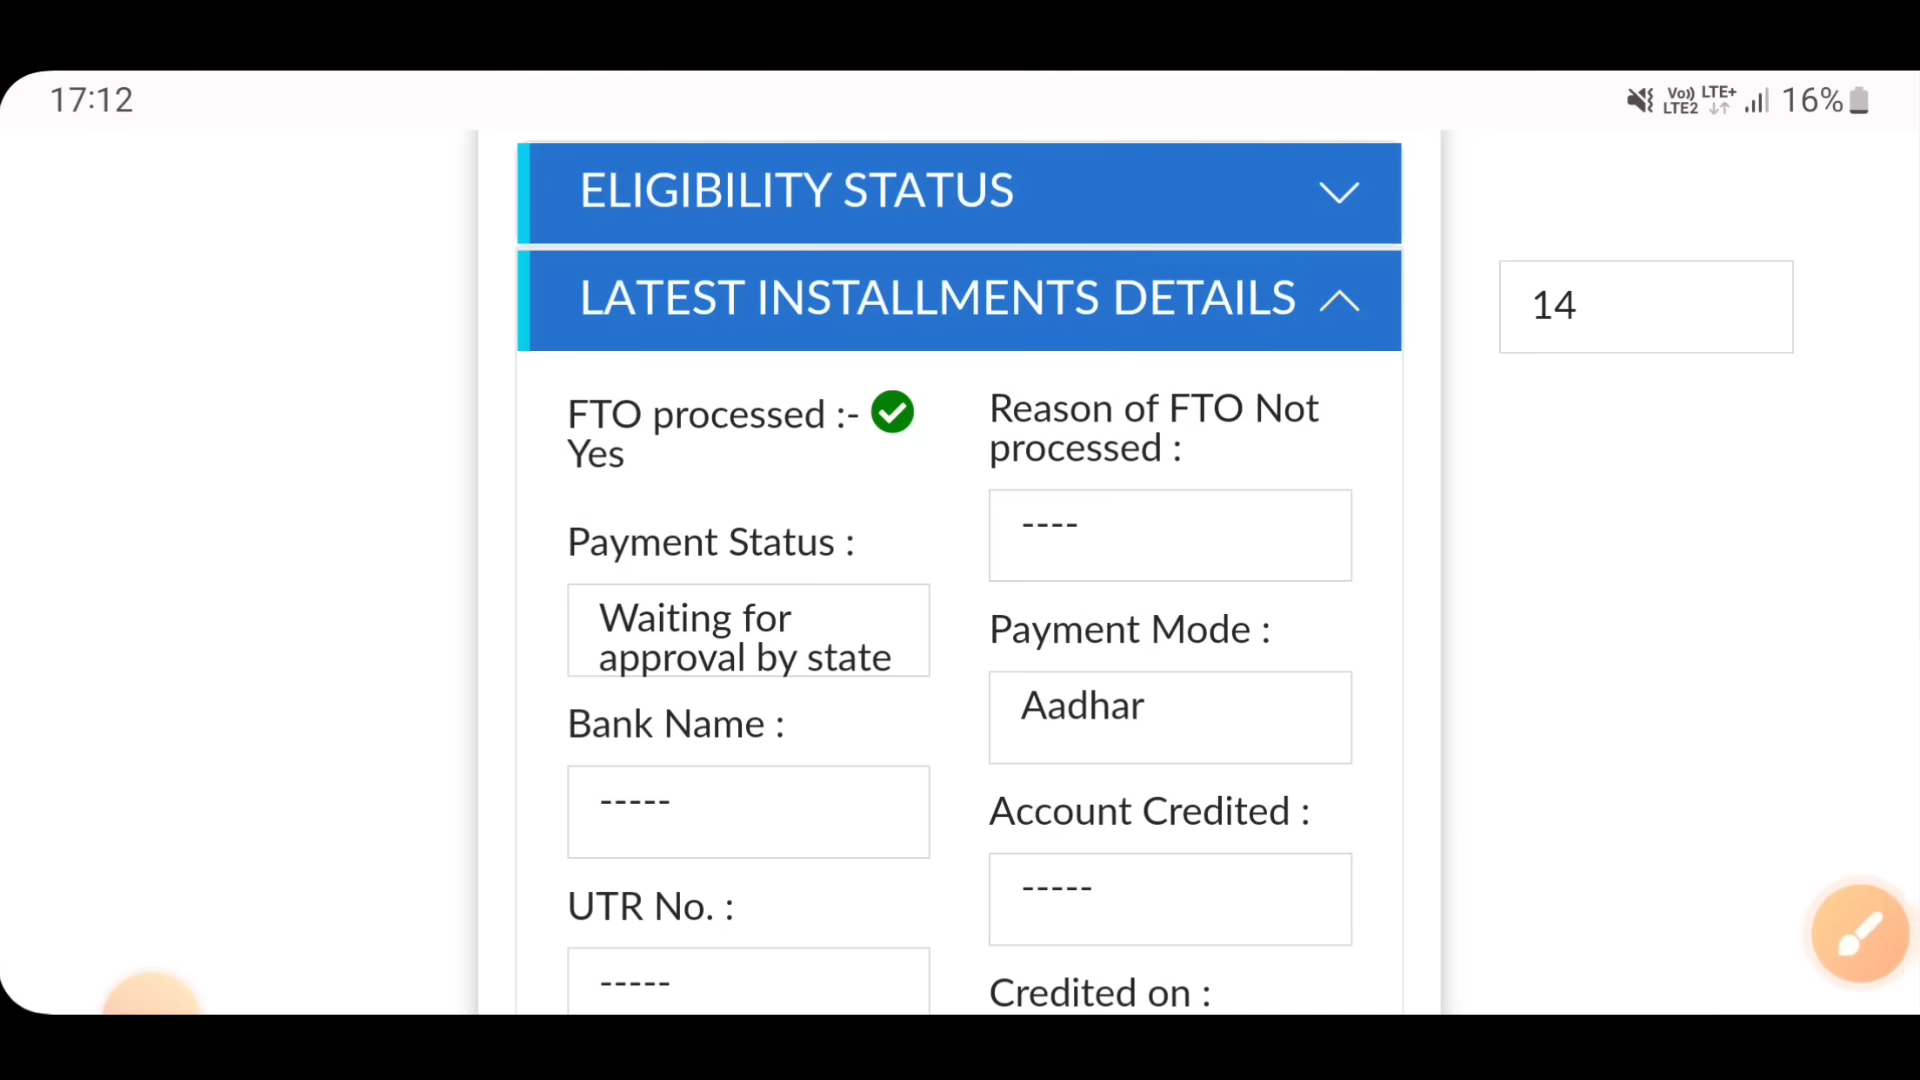 17:12
Vo)) LTE+
LTE2
16%
ELIGIBILITY STATUS
LATEST INSTALLMENTS DETAILS
14
FTO processed :-
Yes
Reason of FTO Not
processed :
----
Payment Status :
Waiting for
approval by state
Payment Mode :
Aadhar
Bank Name :
-----
Account Credited :
-----
UTR No. :
-----
Credited on :